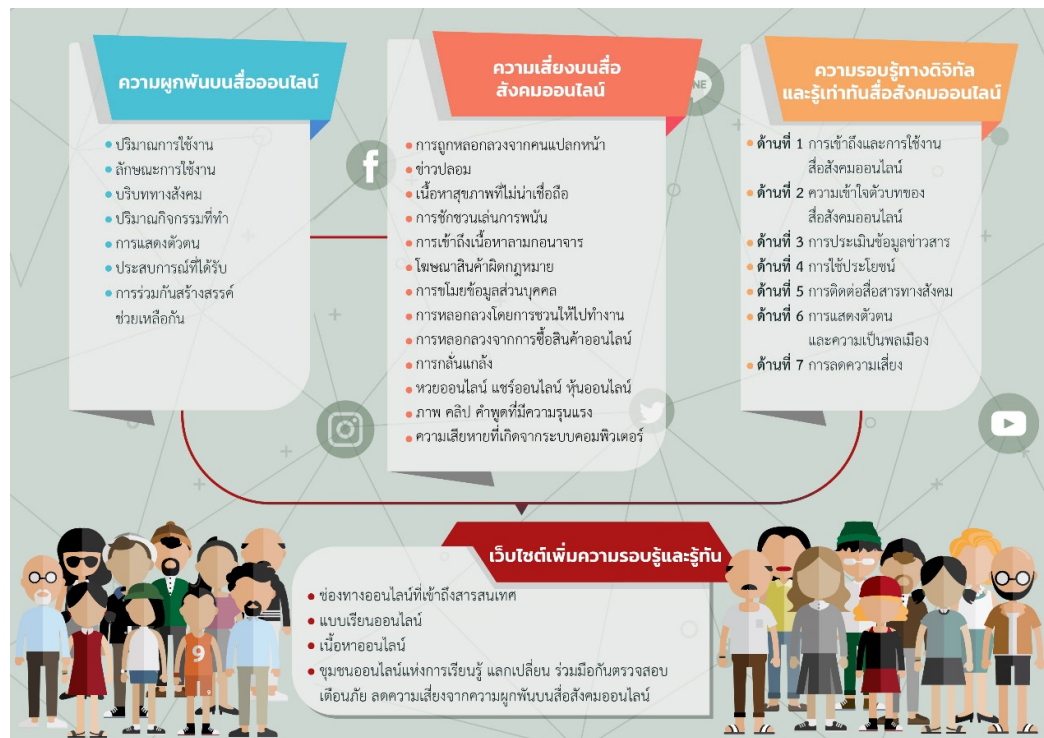 ความผูกพันบนสื่อออนไลน์
ปริมาณการใช้งาน
ลักษณะการใช้งาน
บริบททางสังคม
ปริมาณกิจกรรมที่ทำ
การแสดงตัวตน
ประสบการณ์ที่ได้รับ
การร่วมกันสร้างสรรค์
ช่วยเหลือกัน
ความเสี่ยงบนสื่อ
สังคมออนไลน์
การถูกหลอกลวงจากคนแปลกหน้า
ข่าวปลอม
เนื้อหาสุขภาพที่ไม่น่าเชื่อถือ
การชักชวนเล่นการพนัน
การเข้าถึงเนื้อหาลามกอนาจาร
โฆษณาสินค้าผิดกฎหมาย
การขโมยข้อมูลส่วนบุคคล
การหลอกลวงโดยการชวนให้ไปทำงาน
การหลอกลวงจากการซื้อสินค้าออนไลน์
การกลั่นแกล้ง
หวยออนไลน์ แชร์ออนไลน์ หุ้นออนไลน์
ภาพ คลิป คำพูดที่มีความรุนแรง
ความเสียหายที่เกิดจากระบบคอมพิวเตอร์
ความรอบรู้ทางดิจิทัล
และรู้เท่าทันสื่อสังคมออนไลน์
ด้านที่ 1 การเข้าถึงและการใช้งาน
สื่อสังคมออนไลน์
ด้านที่ 2 ความเข้าใจตัวบทของ
สื่อสังคมออนไลน์
ด้านที่ 3 การประเมินข้อมูลข่าวสาร
ด้านที่ 4 การใช้ประโยชน์
ด้านที่ 5 การติดต่อสื่อสารทางสังคม
ด้านที่ 6 การแสดงตัวตน
และความเป็นพลเมือง
ด้านที่ 7 การลดความเสี่ยง
เว็บไซต์เพิ่มความรอบรู้และรู้ทัน
ช่องทางออนไลน์ที่เข้าถึงสารสนเทศ
แบบเรียนออนไลน์
เนื้อหาออนไลน์
ชุมชนออนไลน์แห่งการเรียนรู้ แลกเปลี่ยน ร่วมมือกันตรวจสอบ
เตือนภัย ลดความเสี่ยงจากความผูกพันบนสื่อสังคมออนไลน์
9